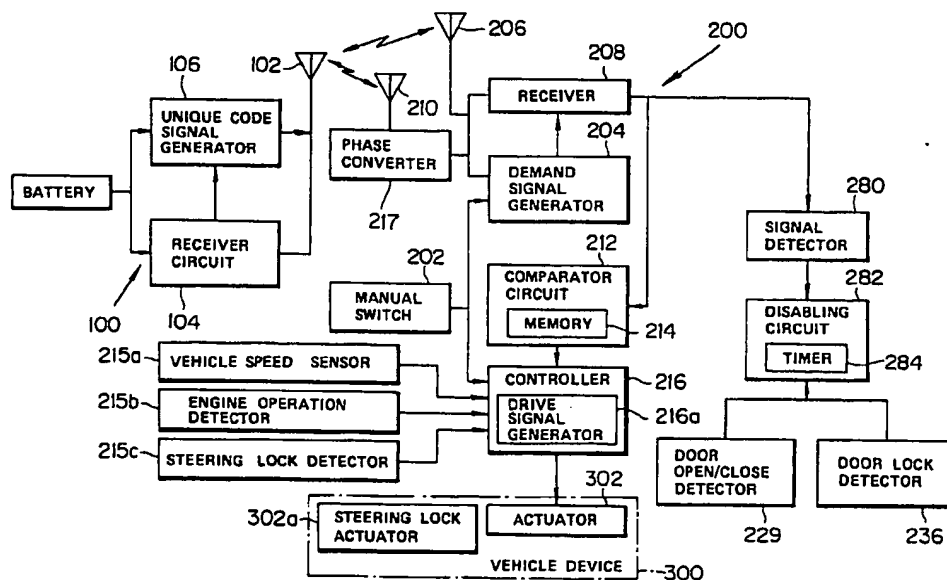 206
200
106
102
208
210
RECEIVER
204
UNIQUE CODE
SIGNAL
GENERATOR
PHASE
CONVERTER
DEMAND
SIGNAL
GENERATOR
217
280
BATTERY
SIGNAL
DETECTOR
RECEIVER
CIRCUIT
202
212
282
COMPARATOR
CIRCUIT
MEMORY
214
DISABLING
CIRCUIT
TIMER
284
100
104
MANUAL
SWITCH
215a
VEHICLE SPEED SENSOR
CONTROLLER
216
215b
ENGINE OPERATION
DETECTOR
DRIVE
SIGNAL
GENERATOR
216a
215c
STEERING LOCK DETECTOR
DOOR
OPEN/CLOSE
DETECTOR
DOOR LOCK
DETECTOR
302
302a
STEERING LOCK
ACTUATOR
ACTUATOR
229
236
VEHICLE DEVICE
300